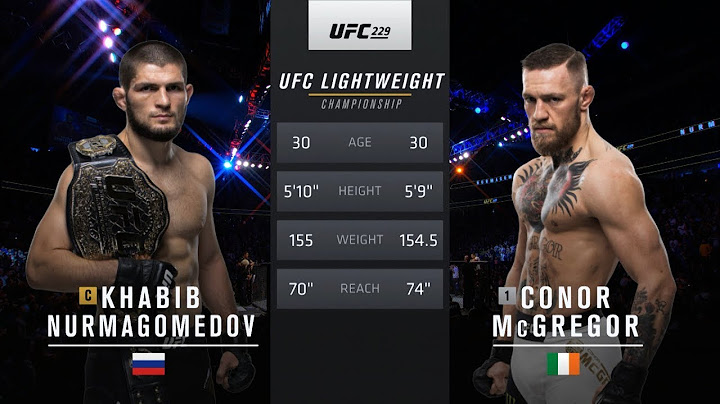 UFC 229
UFC LIGHTWEIGHT
CHAMPIONSHIP
30 AGE 30
5'10" HEIGHT 5'9"
155 WEIGHT 154.5
70" REACH 74"
C KHABIB
NURMAGOMEDOV
1 CONOR
McGREGOR
UFC